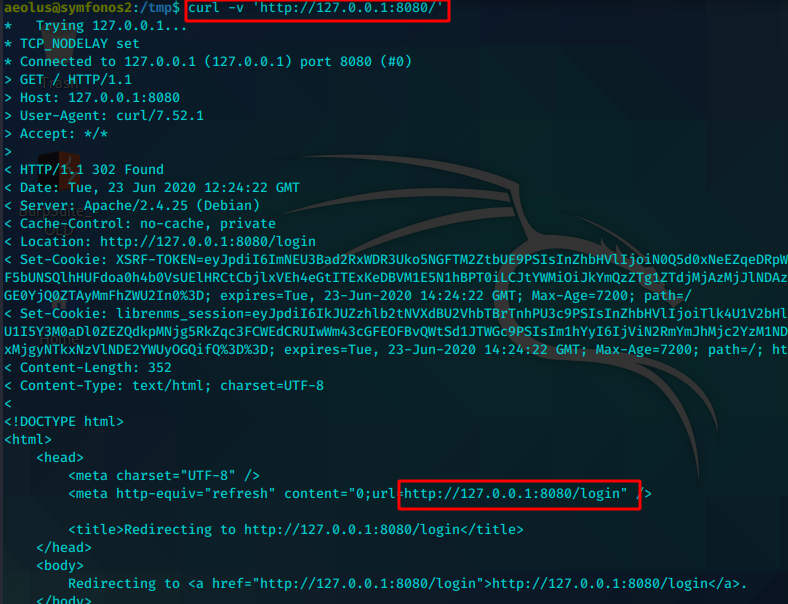 aeolus@symfonos2:/tmp$ curl -v 'http://127.0.0.1:8080/'
*   Trying 127.0.0.1...
* TCP_NODELAY set
* Connected to 127.0.0.1 (127.0.0.1) port 8080 (#0)
> GET / HTTP/1.1
> Host: 127.0.0.1:8080
> User-Agent: curl/7.52.1
> Accept: */*
>
< HTTP/1.1 302 Found
< Date: Tue, 23 Jun 2020 12:24:22 GMT
< Server: Apache/2.4.25 (Debian)
< Cache-Control: no-cache, private
< Location: http://127.0.0.1:8080/login
< Set-Cookie: XSRF-TOKEN=eyJpdiI6ImNEU3Bad2RxWDR3Uko5NGFTM2ZtbUE9PSIsInZhbHVlIjoiN0Q5d0xNeEZqeDRpW
F5bUNSQlhHUFdoa0h4b0VsUElHRCtCbjlxVEh4eGtITExKeDBVM1E5N1hBPT0iLCJtYWMiOiJkYmQzZTg1ZTdjMjAzMjJlNDAz
GE0YjQ0ZTAyMmFhZWU2In0%3D; expires=Tue, 23-Jun-2020 14:24:22 GMT; Max-Age=7200; path=/
< Set-Cookie: librenms_session=eyJpdiI6IkJUZzhlb2tNVXdBU2VhbTBrTnhPU3c9PSIsInZhbHVlIjoiTlk4U1V2bHl
U1I5Y3M0aDl0ZEZQdkpMNjg5RkZqc3FCWEdCRUIwWm43cGFEOFBvQWtSd1JTWGc9PSIsIm1hYyI6IjViN2RmYmJhMjc2YzM1ND
xMjgyNTkxNzVlNDE2YWUyOGQifQ%3D%3D; expires=Tue, 23-Jun-2020 14:24:22 GMT; Max-Age=7200; path=/; ht
< Content-Length: 352
< Content-Type: text/html; charset=UTF-8
<
<!DOCTYPE html>
<html>
    <head>
        <meta charset="UTF-8" />
        <meta http-equiv="refresh" content="0;url=http://127.0.0.1:8080/login" />
        <title>Redirecting to http://127.0.0.1:8080/login</title>
    </head>
    <body>
        Redirecting to <a href="http://127.0.0.1:8080/login">http://127.0.0.1:8080/login</a>.
    </body>
Trash
Home